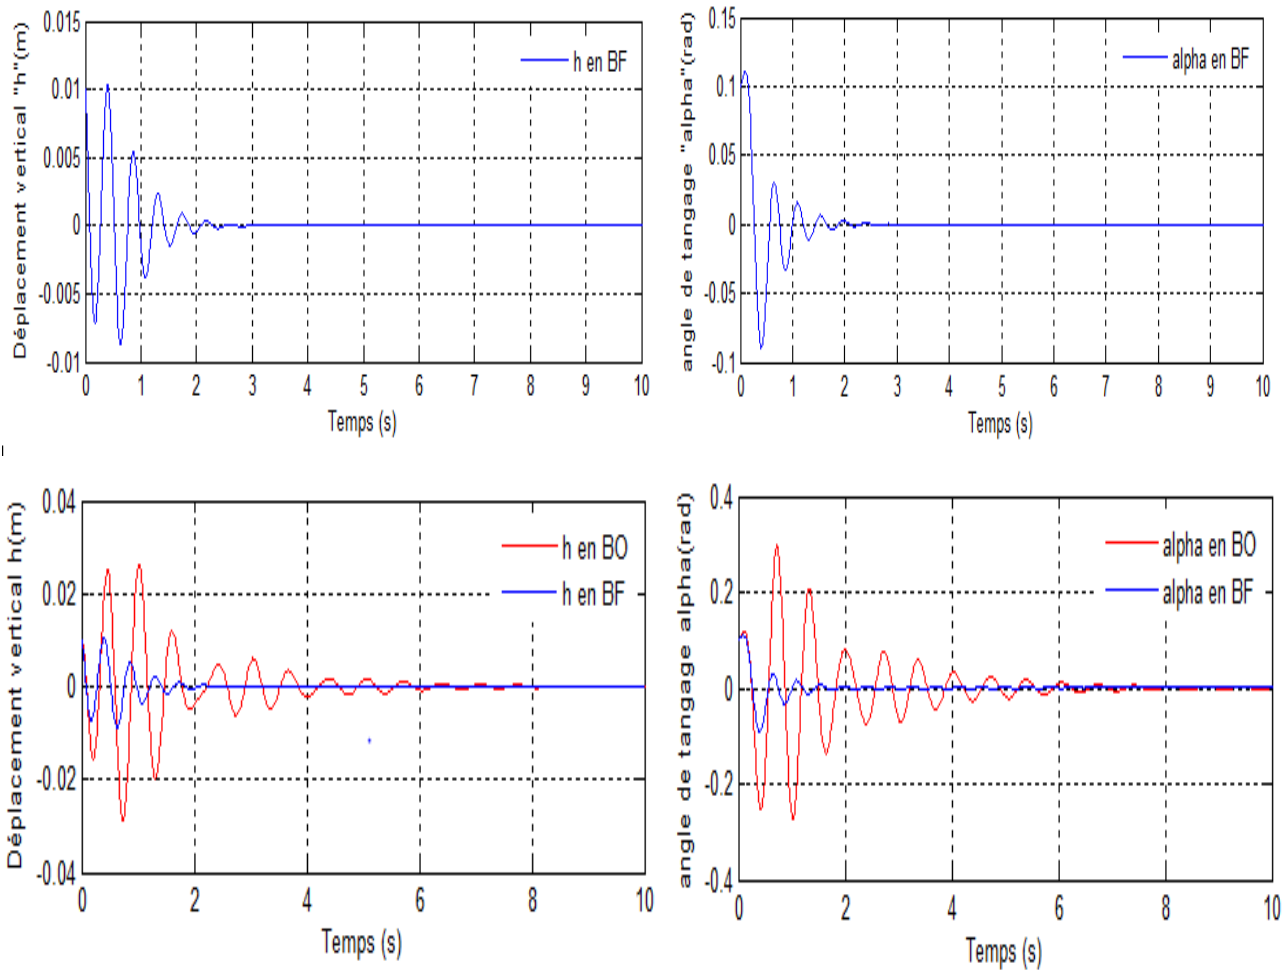 Déplacement vertical "h"(m)
0.015
0.01
0.005
0
-0.005
-0.01
h en BF
0 1 2 3 4 5 6 7 8 9 10
Temps (s)
angle de tangage "alpha"(rad)
0.15
0.1
0.05
0
-0.05
-0.1
alpha en BF
0 1 2 3 4 5 6 7 8 9 10
Temps (s)
Déplacement vertical h(m)
0.04
0.02
0
-0.02
-0.04
h en BO
h en BF
0 2 4 6 8 10
Temps (s)
angle de tangage alpha(rad)
0.4
0.2
0
-0.2
-0.4
alpha en BO
alpha en BF
0 2 4 6 8 10
Temps (s)